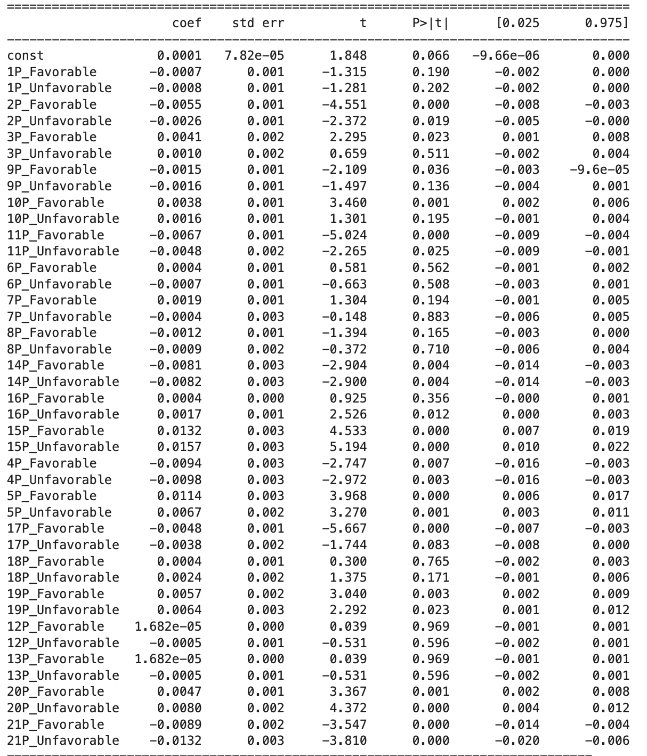 coef std err t P>|t| [0.025 0.975]
const 0.0001 7.82e-05 1.848 0.066 -9.66e-06 0.000
1P_Favorable -0.0007 0.001 -1.315 0.190 -0.002 0.000
1P_Unfavorable -0.0008 0.001 -1.281 0.202 -0.002 0.000
2P_Favorable -0.0055 0.001 -4.551 0.000 -0.008 -0.003
2P_Unfavorable -0.0026 0.001 -2.372 0.019 -0.005 -0.000
3P_Favorable 0.0041 0.002 2.295 0.023 0.001 0.008
3P_Unfavorable 0.0010 0.002 0.659 0.511 -0.002 0.004
9P_Favorable -0.0015 0.001 -2.109 0.036 -0.003 -9.6e-05
9P_Unfavorable -0.0016 0.001 -1.497 0.136 -0.004 0.001
10P_Favorable 0.0038 0.001 3.460 0.001 0.002 0.006
10P_Unfavorable 0.0016 0.001 1.301 0.195 -0.001 0.004
11P_Favorable -0.0067 0.001 -5.024 0.000 -0.009 -0.004
11P_Unfavorable -0.0048 0.002 -2.265 0.025 -0.009 -0.001
6P_Favorable 0.0004 0.001 0.581 0.562 -0.001 0.002
6P_Unfavorable -0.0007 0.001 -0.663 0.508 -0.003 0.001
7P_Favorable 0.0019 0.001 1.304 0.194 -0.001 0.005
7P_Unfavorable -0.0004 0.003 -0.148 0.883 -0.006 0.005
8P_Favorable -0.0012 0.001 -1.394 0.165 -0.003 0.000
8P_Unfavorable -0.0009 0.002 -0.372 0.710 -0.006 0.004
14P_Favorable -0.0081 0.003 -2.904 0.004 -0.014 -0.003
14P_Unfavorable -0.0082 0.003 -2.900 0.004 -0.014 -0.003
16P_Favorable 0.0004 0.000 0.925 0.356 -0.000 0.001
16P_Unfavorable 0.0017 0.001 2.526 0.012 0.000 0.003
15P_Favorable 0.0132 0.003 4.533 0.000 0.007 0.019
15P_Unfavorable 0.0157 0.003 5.194 0.000 0.010 0.022
4P_Favorable -0.0094 0.003 -2.747 0.007 -0.016 -0.003
4P_Unfavorable -0.0098 0.003 -2.972 0.003 -0.016 -0.003
5P_Favorable 0.0114 0.003 3.968 0.000 0.006 0.017
5P_Unfavorable 0.0067 0.002 3.270 0.001 0.003 0.011
17P_Favorable -0.0048 0.001 -5.667 0.000 -0.007 -0.003
17P_Unfavorable -0.0038 0.002 -1.744 0.083 -0.008 0.000
18P_Favorable 0.0004 0.001 0.300 0.765 -0.002 0.003
18P_Unfavorable 0.0024 0.002 1.375 0.171 -0.001 0.006
19P_Favorable 0.0057 0.002 3.040 0.003 0.002 0.009
19P_Unfavorable 0.0064 0.003 2.292 0.023 0.001 0.012
12P_Favorable 1.682e-05 0.000 0.039 0.969 -0.001 0.001
12P_Unfavorable -0.0005 0.001 -0.531 0.596 -0.002 0.001
13P_Favorable 1.682e-05 0.000 0.039 0.969 -0.001 0.001
13P_Unfavorable -0.0005 0.001 -0.531 0.596 -0.002 0.001
20P_Favorable 0.0047 0.001 3.367 0.001 0.002 0.008
20P_Unfavorable 0.0080 0.002 4.372 0.000 0.004 0.012
21P_Favorable -0.0089 0.002 -3.547 0.000 -0.014 -0.004
21P_Unfavorable -0.0132 0.003 -3.810 0.000 -0.020 -0.006